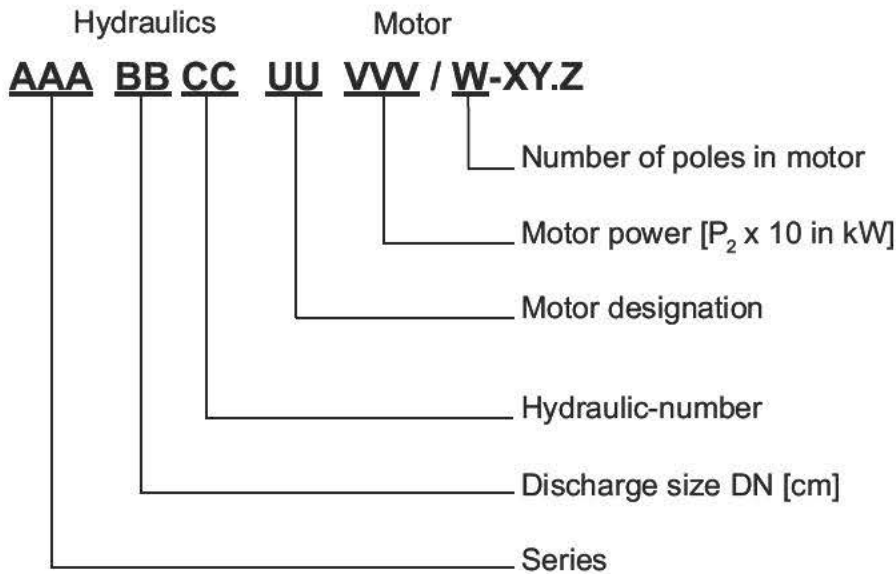 Hydraulics Motor
AAA BB CC UU VVV / W-XY.Z
Number of poles in motor
Motor power [P₂ x 10 in kW]
Motor designation
Hydraulic-number
Discharge size DN [cm]
Series